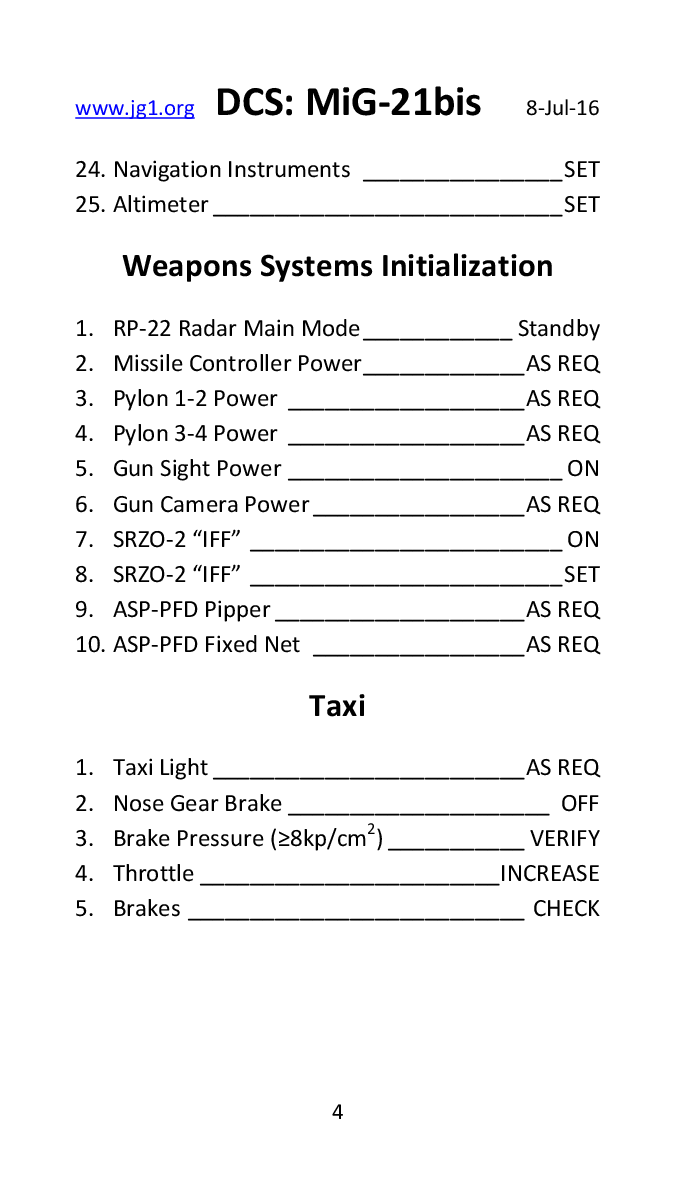 www.jg1.org DCS: MiG-21bis 8-Jul-16
24. Navigation Instruments ________________SET
25. Altimeter ____________________________SET
Weapons Systems Initialization
1. RP-22 Radar Main Mode____________ Standby
2. Missile Controller Power_____________AS REQ
3. Pylon 1-2 Power ___________________AS REQ
4. Pylon 3-4 Power ___________________AS REQ
5. Gun Sight Power ______________________ ON
6. Gun Camera Power_________________AS REQ
7. SRZO-2 “IFF” _________________________ ON
8. SRZO-2 “IFF” _________________________SET
9. ASP-PFD Pipper ____________________AS REQ
10. ASP-PFD Fixed Net _________________AS REQ
Taxi
1. Taxi Light _________________________AS REQ
2. Nose Gear Brake _____________________ OFF
3. Brake Pressure (≥8kp/cm²) ___________ VERIFY
4. Throttle ________________________INCREASE
5. Brakes ___________________________ CHECK
4